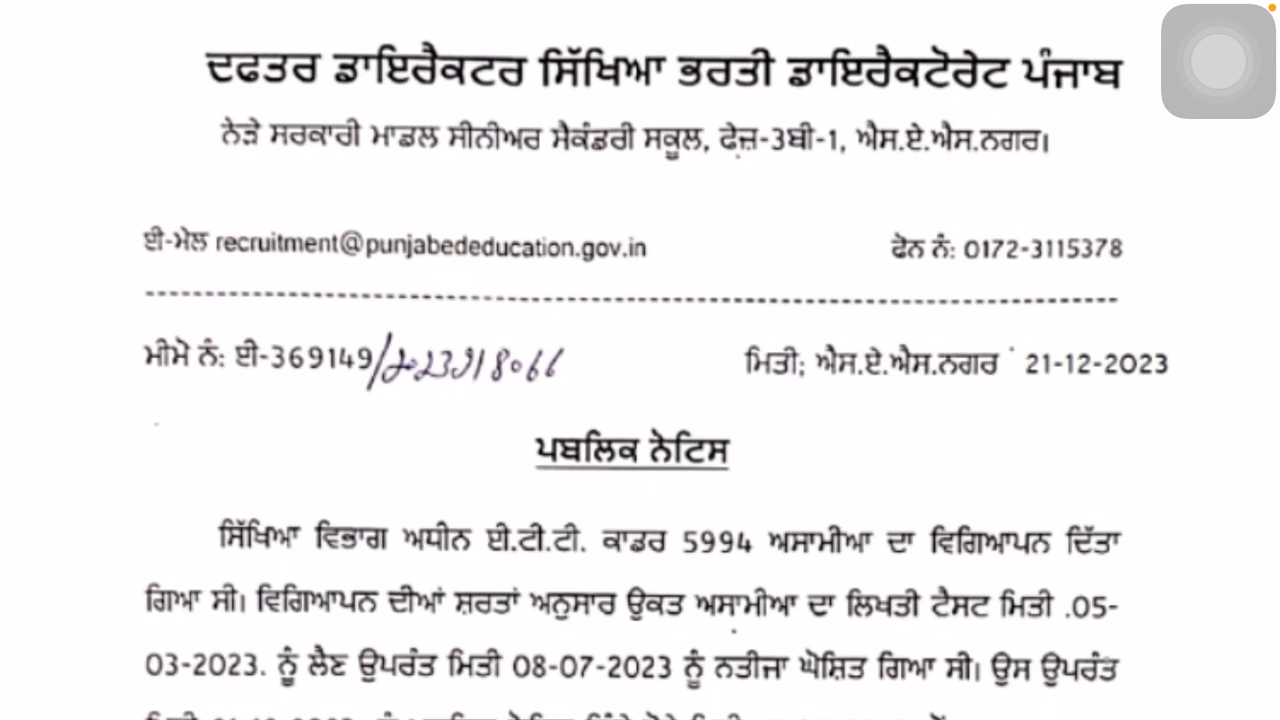 ਦਫਤਰ ਡਾਇਰੈਕਟਰ ਸਿੱਖਿਆ ਭਰਤੀ ਡਾਇਰੈਕਟੋਰੇਟ ਪੰਜਾਬ
ਨੇੜੇ ਸਰਕਾਰੀ ਮਾਡਲ ਸੀਨੀਅਰ ਸੈਕੰਡਰੀ ਸਕੂਲ, ਫੇਜ਼-3ਬੀ-1, ਐਸ.ਏ.ਐਸ.ਨਗਰ।
ਈ-ਮੇਲ recruitment@punjabededucation.gov.in ਫੋਨ ਨੰ: 0172-3115378
ਮੀਮੋ ਨੰ: ਈ-369149/2023918066 ਮਿਤੀ; ਐਸ.ਏ.ਐਸ.ਨਗਰ 21-12-2023
ਪਬਲਿਕ ਨੋਟਿਸ
ਸਿੱਖਿਆ ਵਿਭਾਗ ਅਧੀਨ ਈ.ਟੀ.ਟੀ. ਕਾਡਰ 5994 ਅਸਾਮੀਆ ਦਾ ਵਿਗਿਆਪਨ ਦਿੱਤਾ
ਗਿਆ ਸੀ। ਵਿਗਿਆਪਨ ਦੀਆਂ ਸ਼ਰਤਾਂ ਅਨੁਸਾਰ ਉਕਤ ਅਸਾਮੀਆ ਦਾ ਲਿਖਤੀ ਟੈਸਟ ਮਿਤੀ .05-
03-2023. ਨੂੰ ਲੈਣ ਉਪਰੰਤ ਮਿਤੀ 08-07-2023 ਨੂੰ ਨਤੀਜਾ ਘੋਸ਼ਿਤ ਗਿਆ ਸੀ। ਉਸ ਉਪਰੰਤ